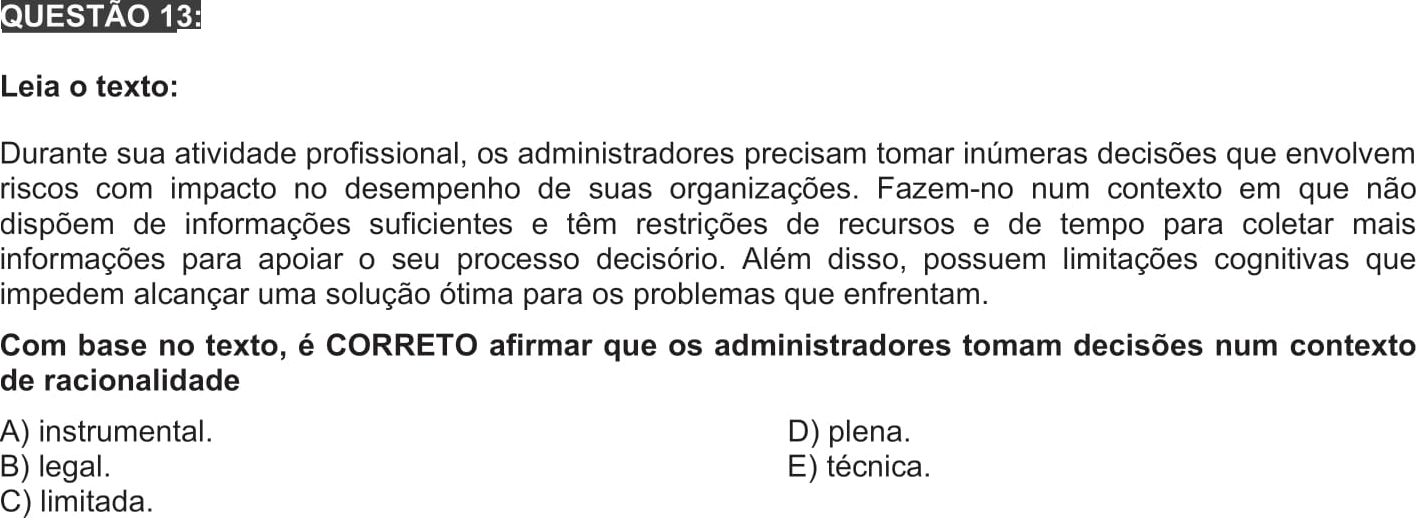 QUESTÃO 13:
Leia o texto:
Durante sua atividade profissional, os administradores precisam tomar inúmeras decisões que envolvem
riscos com impacto no desempenho de suas organizações. Fazem-no num contexto em que não
dispõem de informações suficientes e têm restrições de recursos e de tempo para coletar mais
informações para apoiar o seu processo decisório. Além disso, possuem limitações cognitivas que
impedem alcançar uma solução ótima para os problemas que enfrentam.
Com base no texto, é CORRETO afirmar que os administradores tomam decisões num contexto
de racionalidade
A) instrumental.
B) legal.
C) limitada.
D) plena.
E) técnica.